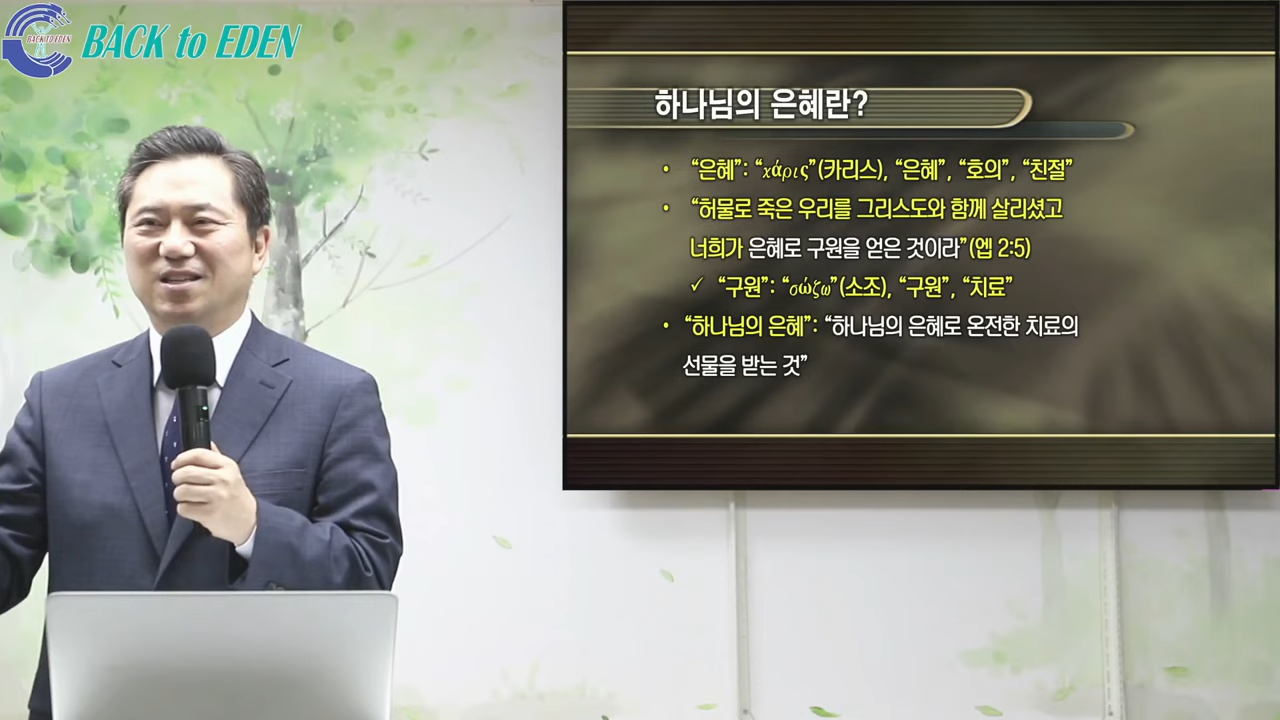 BACK TO EDEN
BACK to EDEN
하나님의 은혜란?
• “은혜”: “χάρις”(카리스), “은혜”, “호의”, “친절”
• “허물로 죽은 우리를 그리스도와 함께 살리셨고
너희가 은혜로 구원을 얻은 것이라”(엡 2:5)
✓ “구원”: “σώζω”(소조), “구원”, “치료”
• “하나님의 은혜”: “하나님의 은혜로 온전한 치료의
선물을 받는 것”